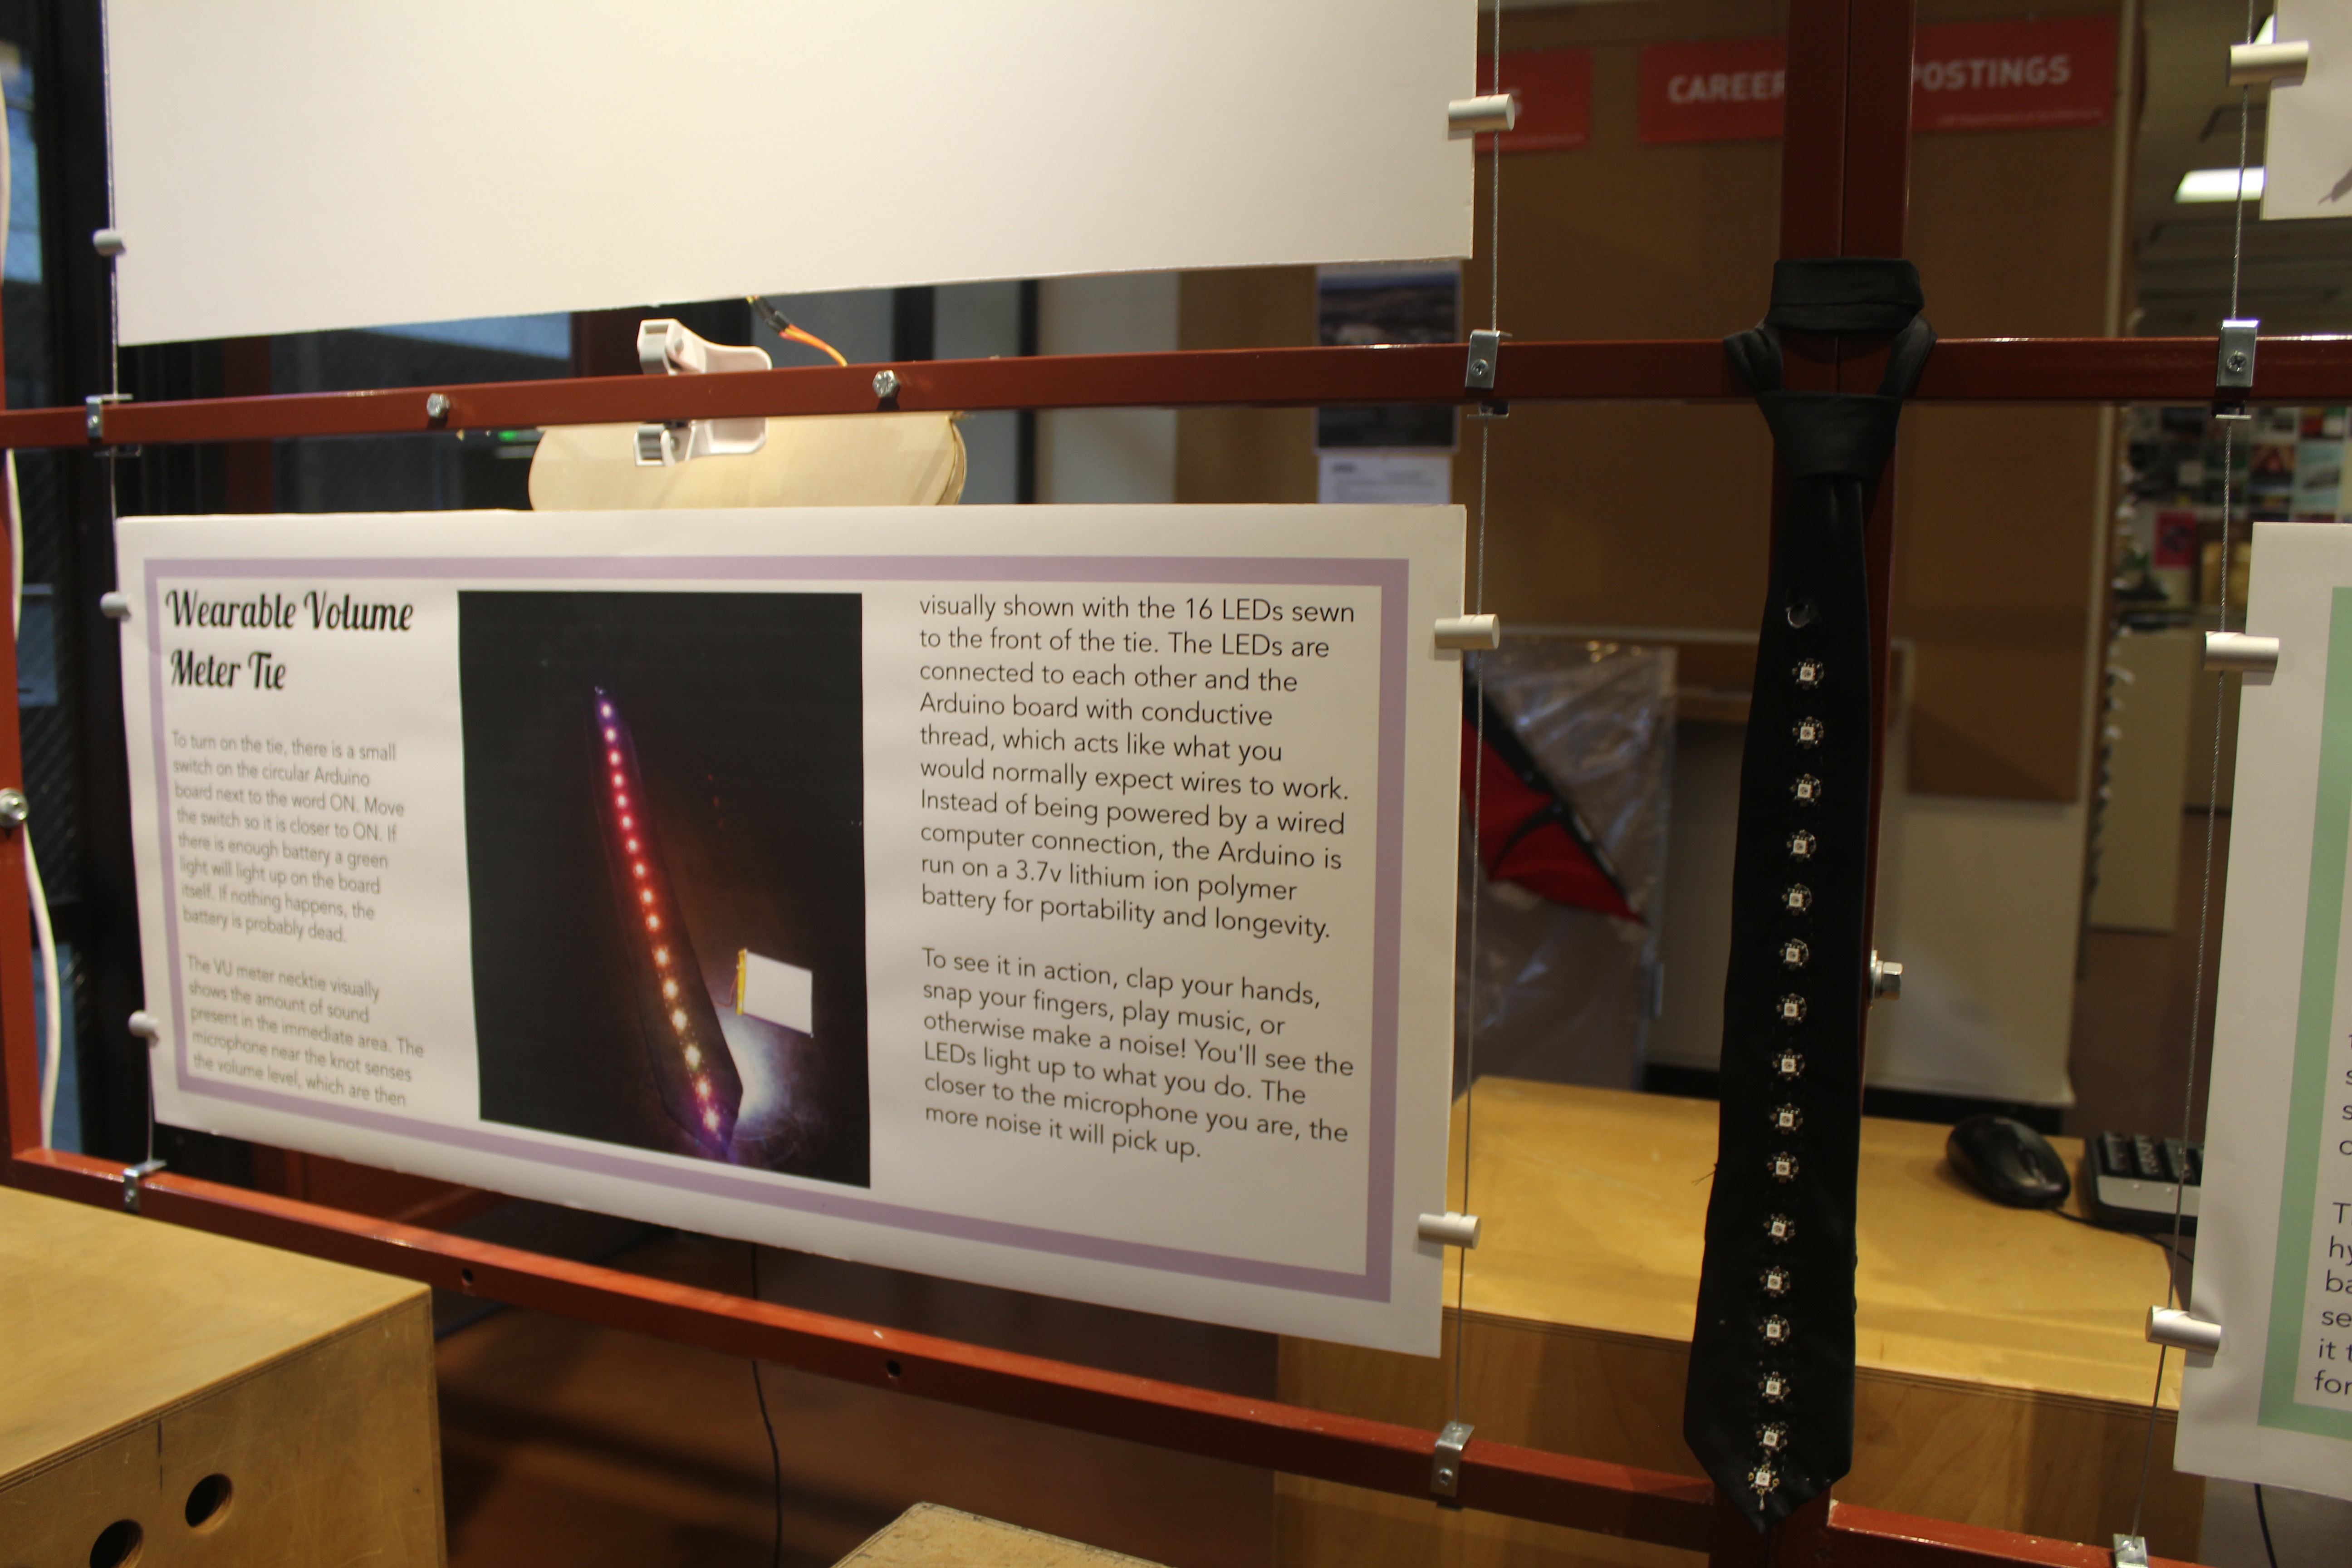 CAREER
POSTINGS
Wearable Volume
Meter Tie
To turn on the tie, there is a small
switch on the circular Arduino
board next to the word ON. Move
the switch so it is closer to ON. If
there is enough battery a green
light will light up on the board
itself. If nothing happens, the
battery is probably dead.
The VU meter necktie visually
shows the amount of sound
present in the immediate area. The
microphone near the knot senses
the volume level, which are then
visually shown with the 16 LEDs sewn
to the front of the tie. The LEDs are
connected to each other and the
Arduino board with conductive
thread, which acts like what you
would normally expect wires to work.
Instead of being powered by a wired
computer connection, the Arduino is
run on a 3.7v lithium ion polymer
battery for portability and longevity.
To see it in action, clap your hands,
snap your fingers, play music, or
otherwise make a noise! You'll see the
LEDs light up to what you do. The
closer to the microphone you are, the
more noise it will pick up.